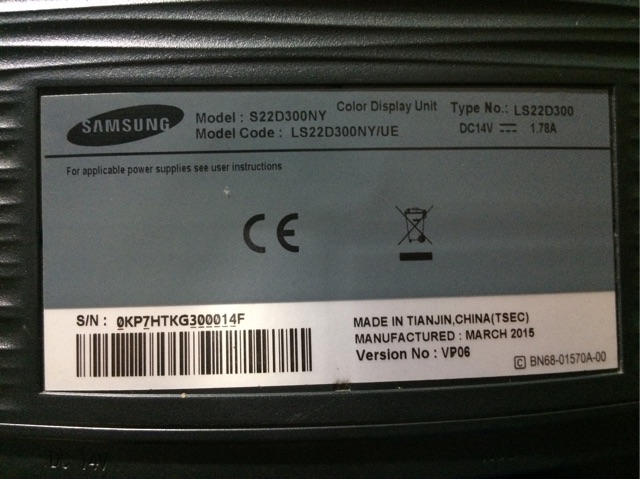 SAMSUNG
Model : S22D300NY Color Display Unit Type No.: LS22D300
Model Code : LS22D300NY/UE DC14V ⎓ 1.78A
For applicable power supplies see user instructions
CE
S/N : 0KP7HTKG300014F
MADE IN TIANJIN,CHINA(TSEC)
MANUFACTURED : MARCH 2015
Version No : VP06
C BN68-01570A-00
DC 14V